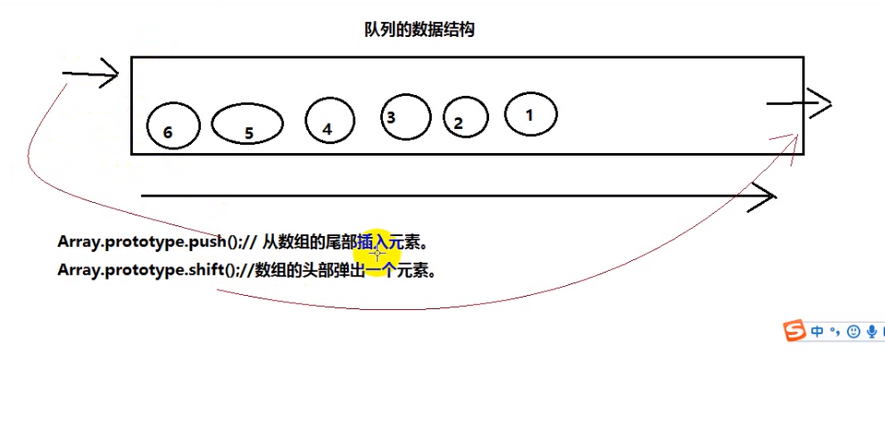 队列的数据结构
6 5 4 3 2 1
Array.prototype.push();// 从数组的尾部插入元素。
Array.prototype.shift();//数组的头部弹出一个元素。
S 中 °,